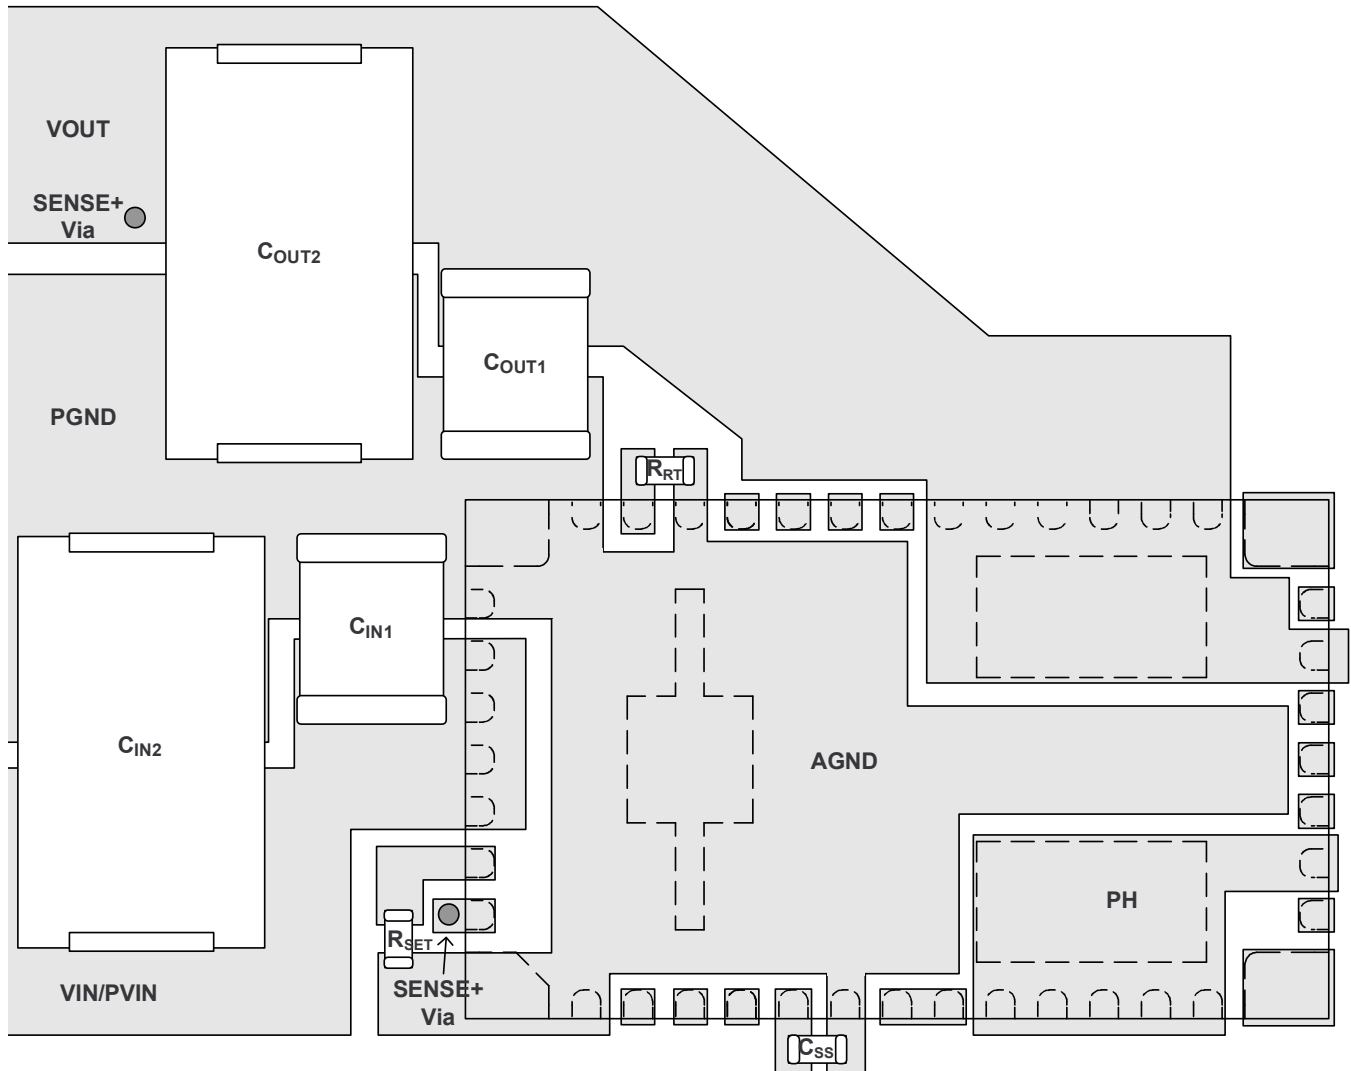 VOUT
SENSE+
Via
COUT2
COUT1
PGND
RRT
CIN1
CIN2
AGND
PH
RSET
SENSE+
Via
VIN/PVIN
CSS